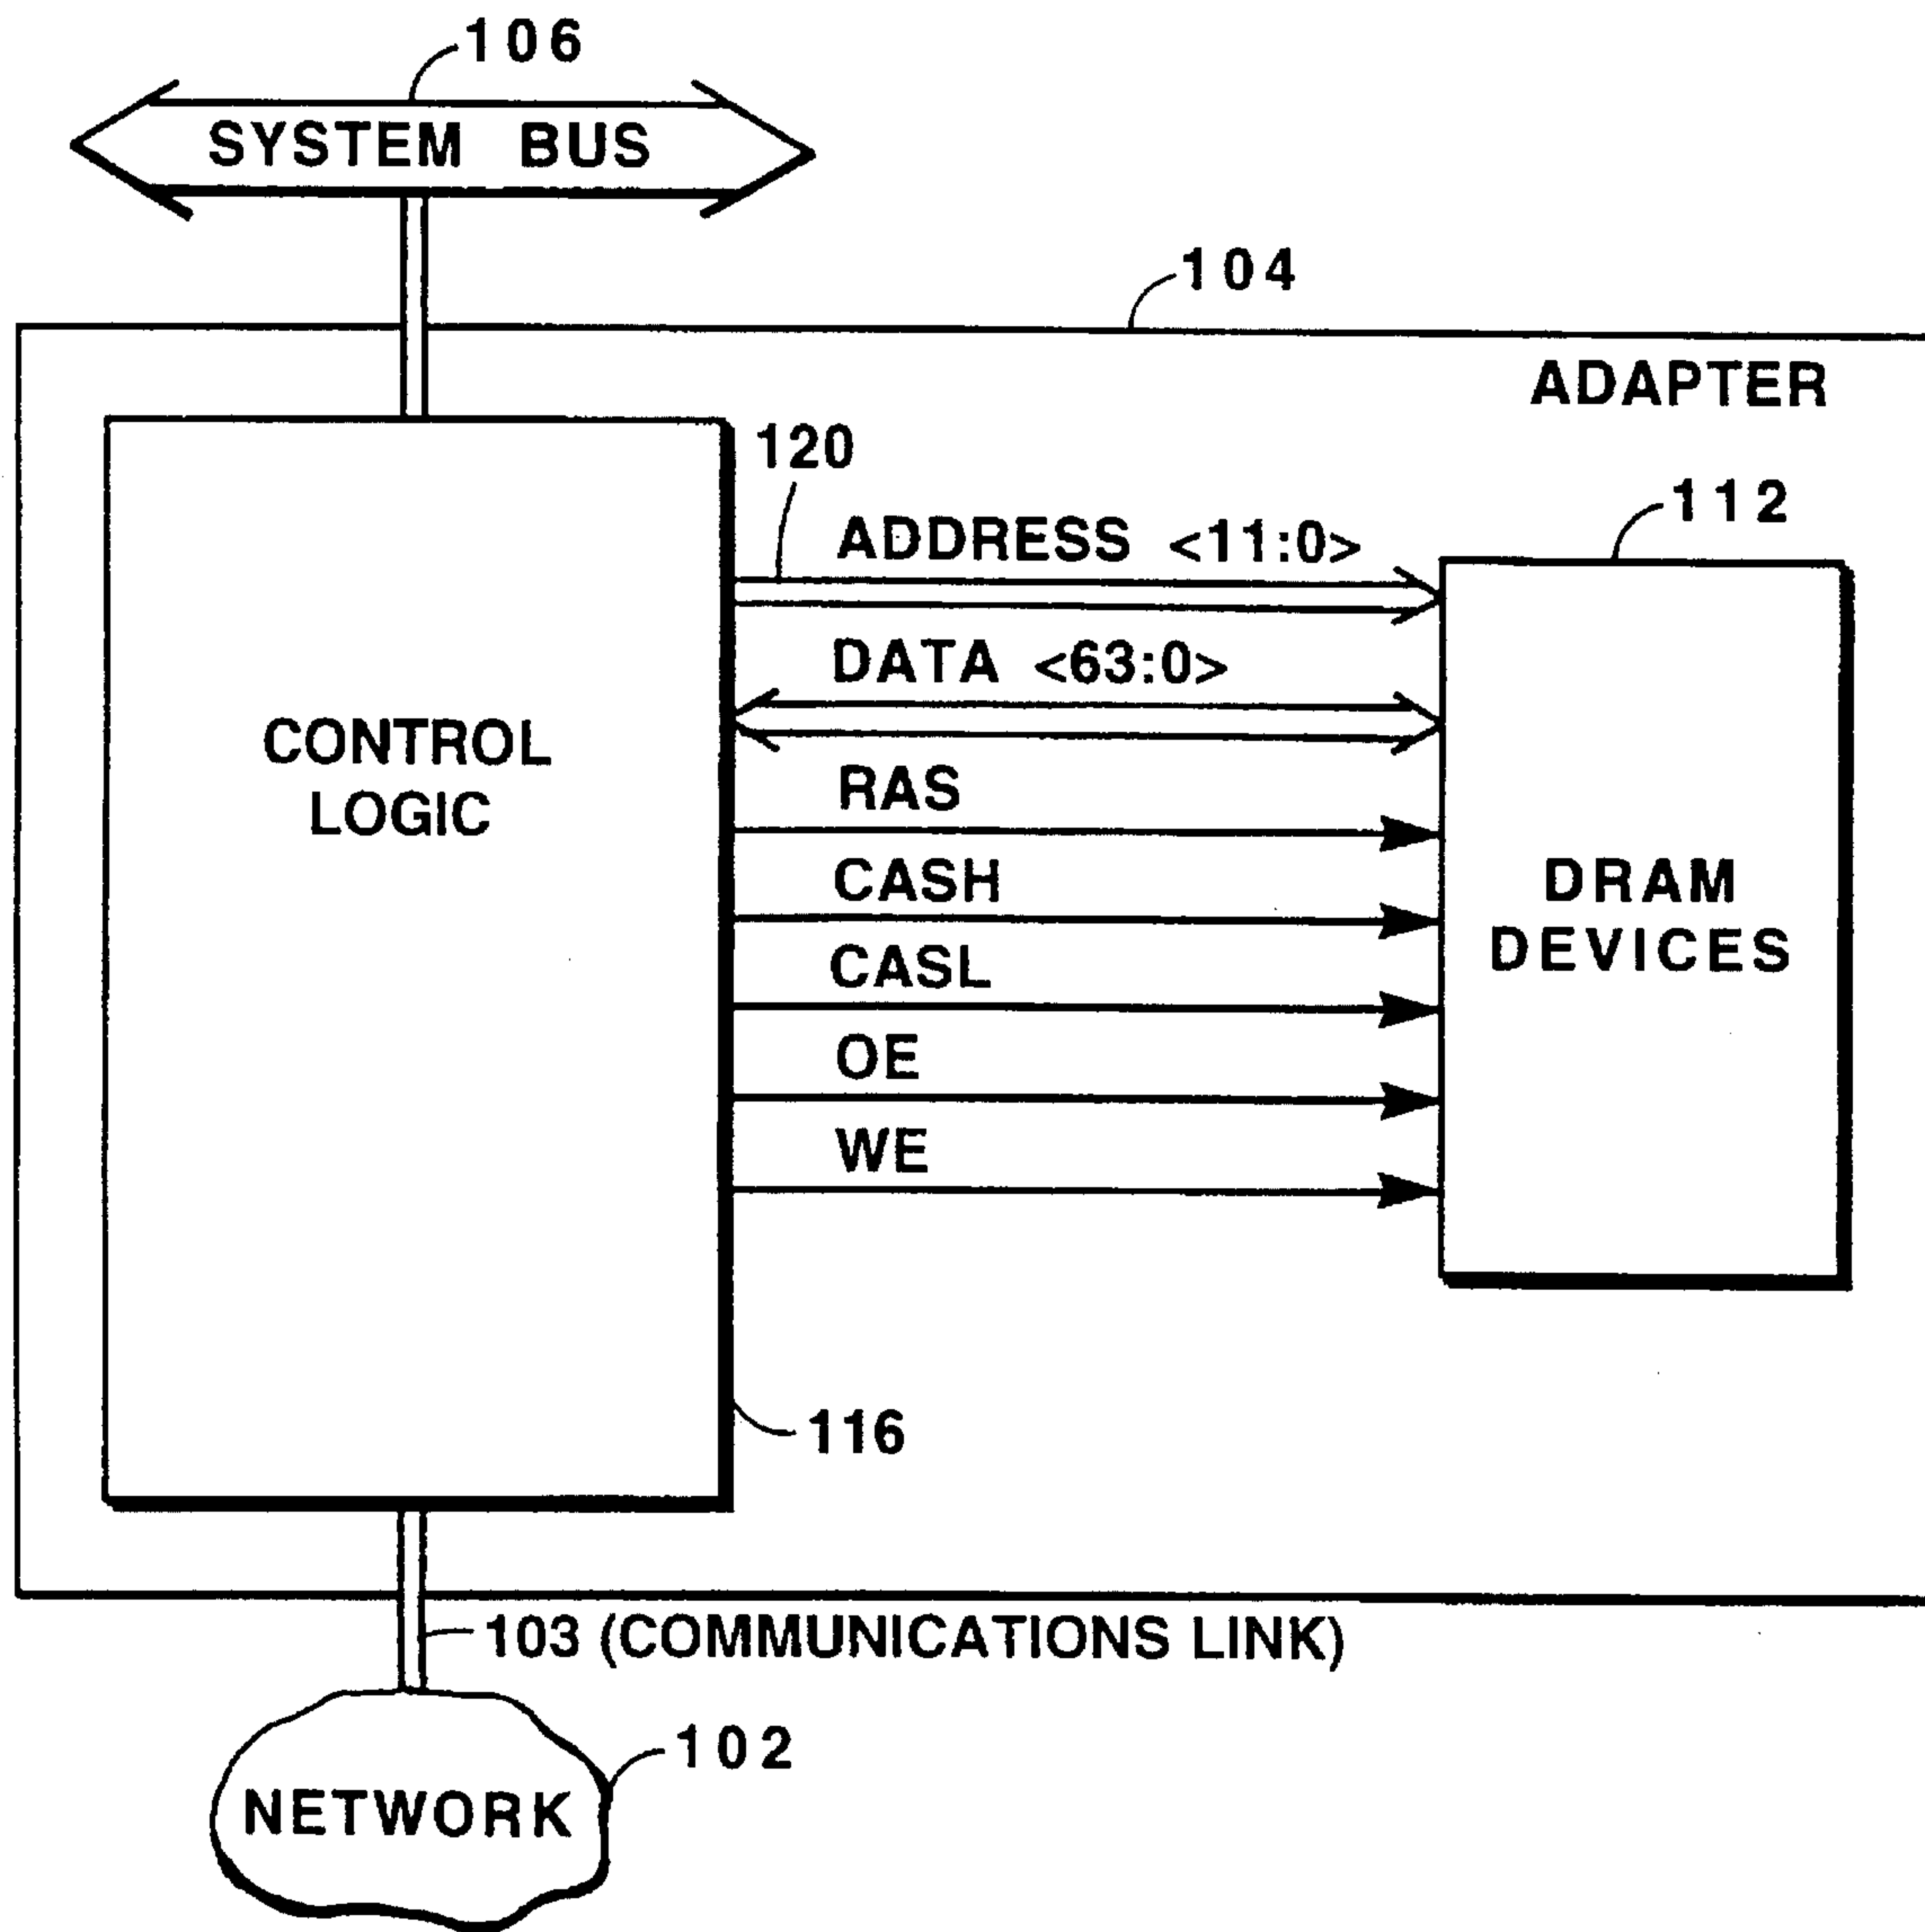 106
SYSTEM BUS
104
ADAPTER
120
112
ADDRESS <11:0>
DATA <63:0>
CONTROL
LOGIC
RAS
CASH
CASL
OE
WE
DRAM
DEVICES
116
103 (COMMUNICATIONS LINK)
102
NETWORK